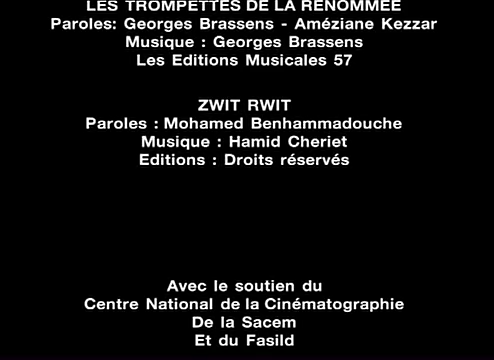 LES TROMPETTES DE LA RENOMMÉE
Paroles: Georges Brassens - Améziane Kezzar
Musique : Georges Brassens
Les Editions Musicales 57
ZWIT RWIT
Paroles : Mohamed Benhammadouche
Musique : Hamid Cheriet
Editions : Droits réservés
Avec le soutien du
Centre National de la Cinématographie
De la Sacem
Et du Fasild